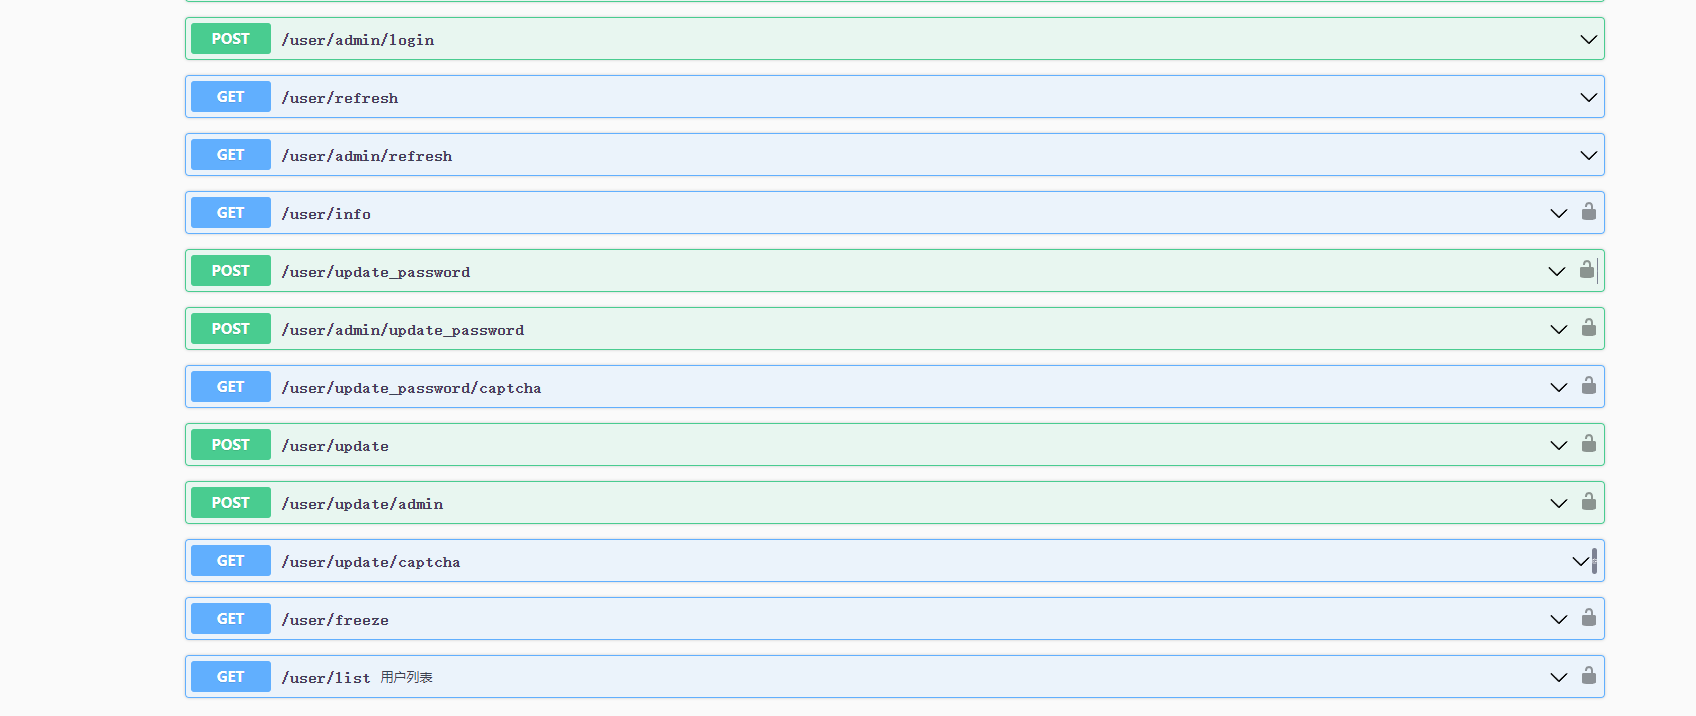 POST /user/admin/login
GET /user/refresh
GET /user/admin/refresh
GET /user/info
POST /user/update_password
POST /user/admin/update_password
GET /user/update_password/captcha
POST /user/update
POST /user/update/admin
GET /user/update/captcha
GET /user/freeze
GET /user/list 用户列表